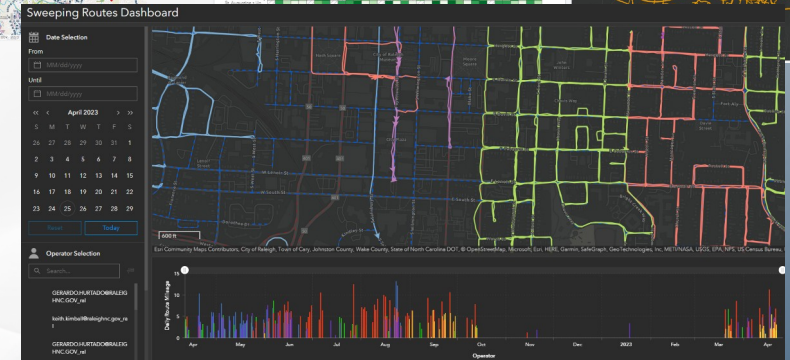 Sweeping Routes Dashboard
Date Selection
From
MM/dd/yyyy
Until
MM/dd/yyyy
April 2023
S M T W T F S
26 27 28 29 30 31 1
2 3 4 5 6 7 8
9 10 11 12 13 14 15
16 17 18 19 20 21 22
23 24 25 26 27 28 29
Reset Today
Operator Selection
Search...
GERARDO.HURTADO@RALEIG
HNC.GOV_ral
keith.kimball@raleighnc.gov_ra
l
GERARDO.HURTADO@RALEIG
HNC.GOV_ral
600 ft
Esri Community Maps Contributors, City of Raleigh, Town of Cary, Johnston County, Wake County, State of North Carolina DOT, © OpenStreetMap, Microsoft, Esri, HERE, Garmin, SafeGraph, GeoTechnologies, Inc, METI/NASA, USGS, EPA, NPS, US Census Bureau,
Daily Route Mileage
15
10
5
0
Apr May Jun Jul Aug Sep Oct Nov Dec 2023 Mar Apr
Operator